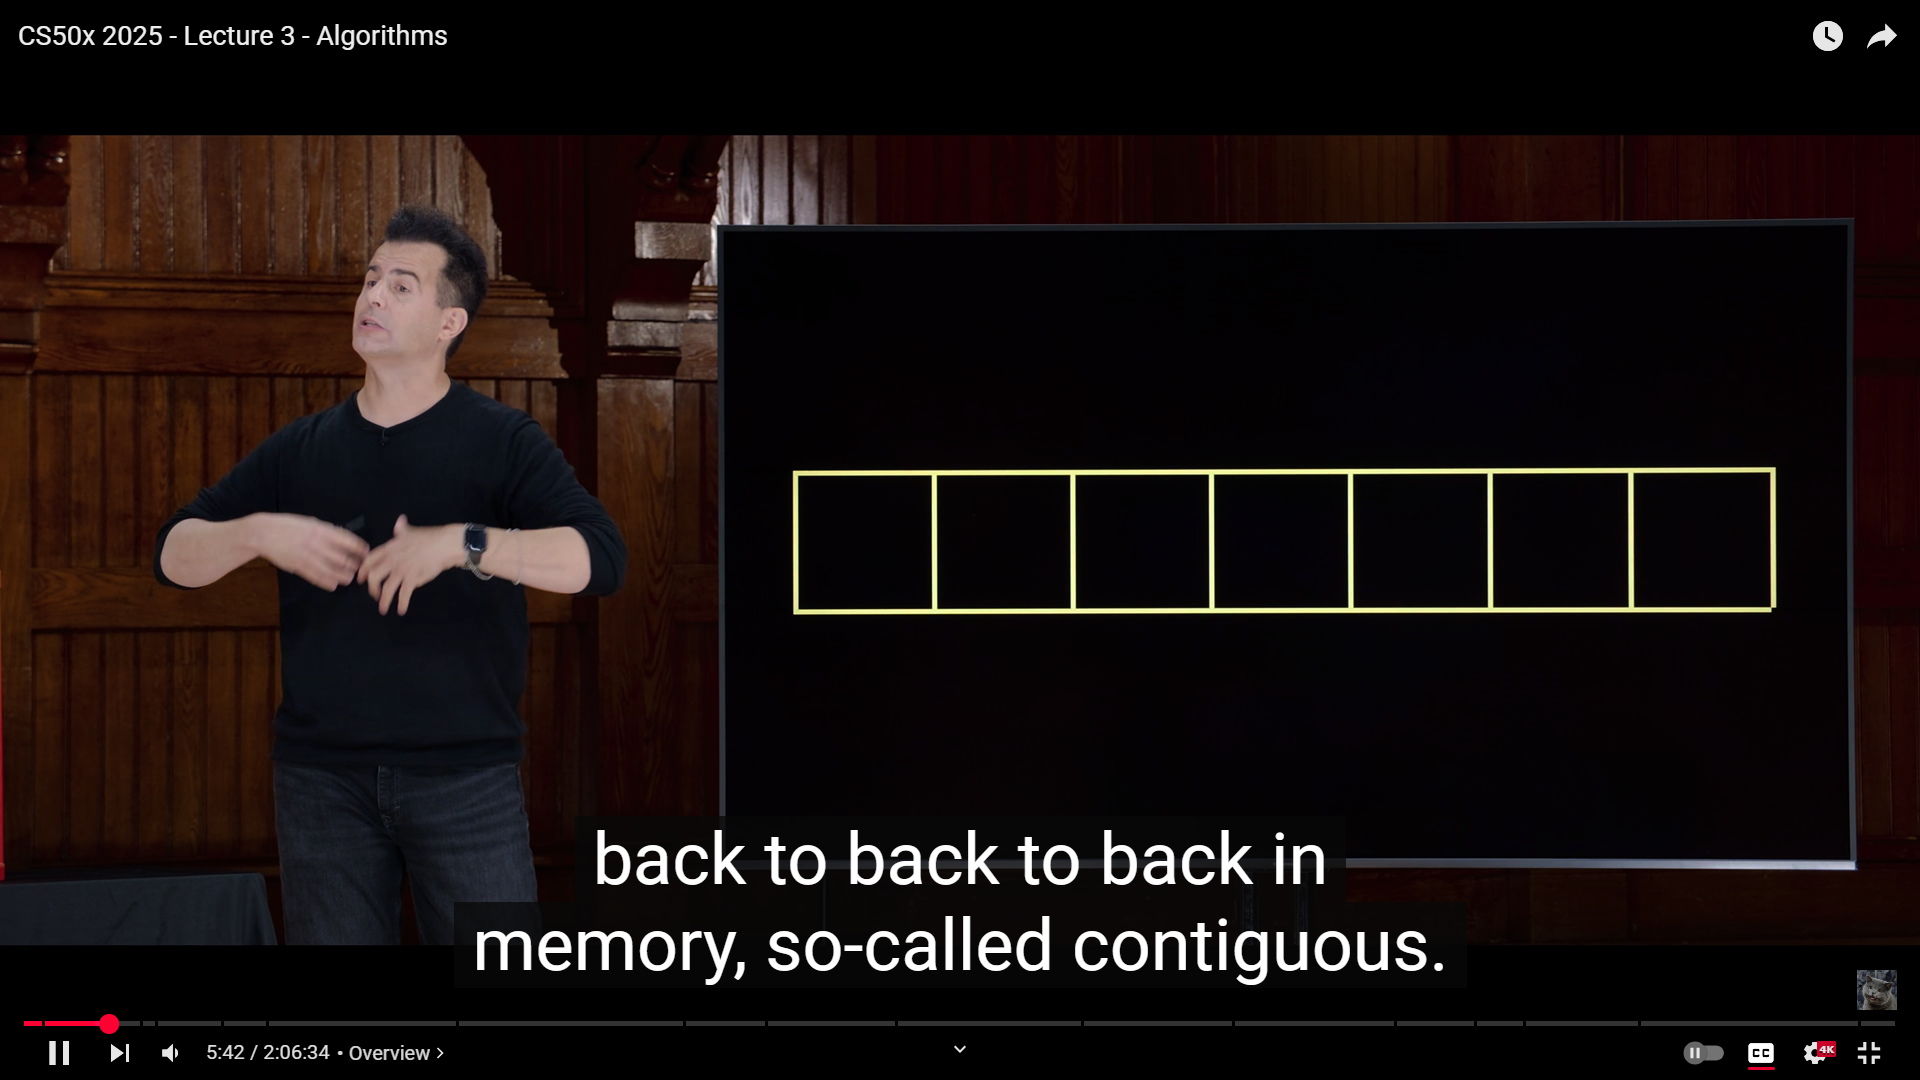 CS50x 2025 - Lecture 3 - Algorithms
back to back to back in
memory, so-called contiguous.
5:42 / 2:06:34 • Overview
CC
4K